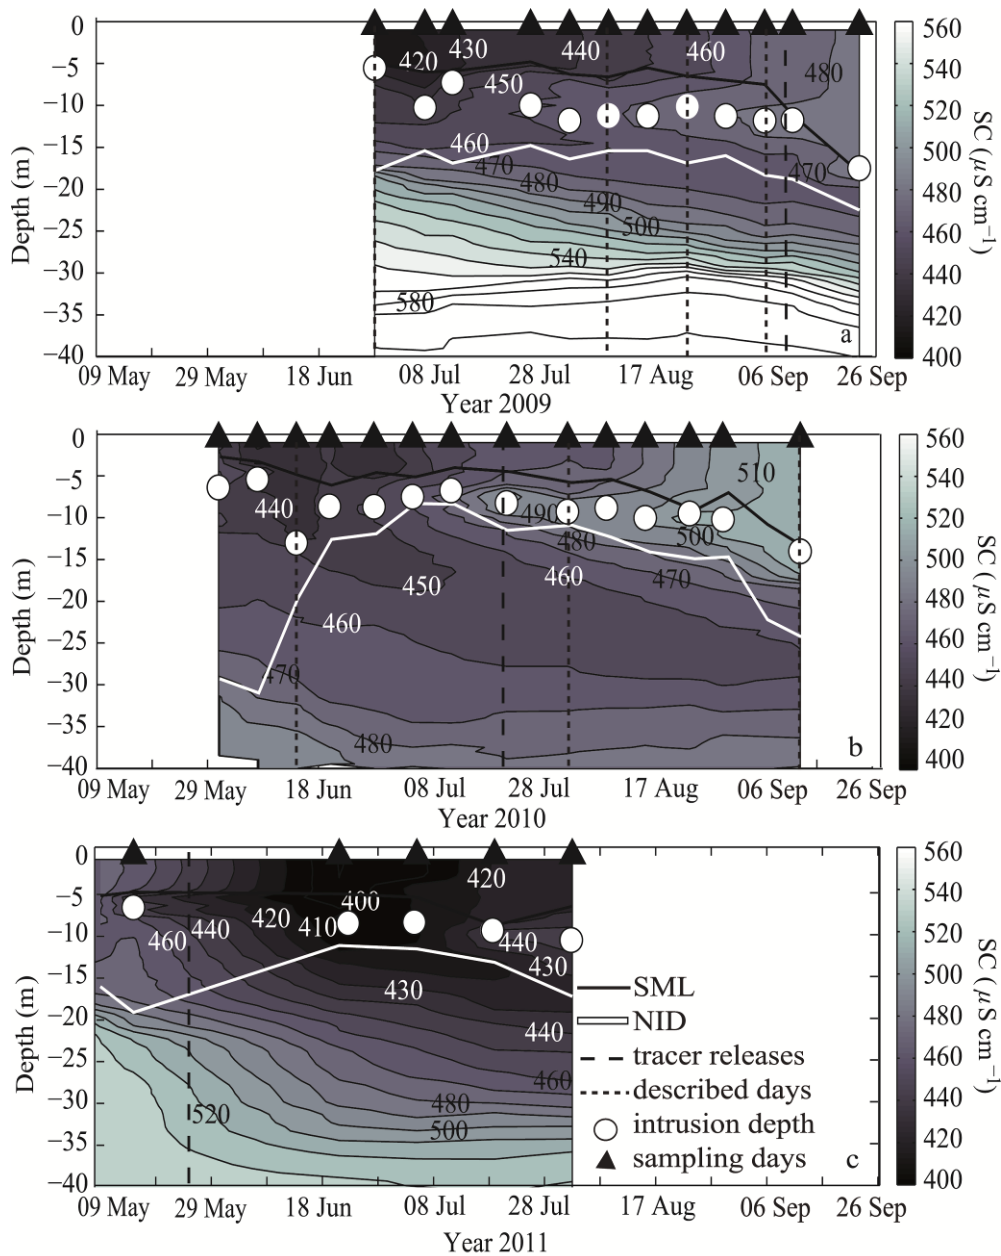 0
−5
−10
−15
−20
−25
−30
−35
−40
Depth (m)
420
430
440
460
480
450
460
470
470
480
490
500
540
580
a
09 May
29 May
18 Jun
08 Jul
28 Jul
17 Aug
06 Sep
26 Sep
Year 2009
560
540
520
500
480
460
440
420
400
SC (μS cm⁻¹)
0
−5
−10
−15
−20
−25
−30
−35
−40
Depth (m)
510
440
490
500
480
460
470
450
460
470
480
b
09 May
29 May
18 Jun
08 Jul
28 Jul
17 Aug
06 Sep
26 Sep
Year 2010
560
540
520
500
480
460
440
420
400
SC (μS cm⁻¹)
0
−5
−10
−15
−20
−25
−30
−35
−40
Depth (m)
420
400
420
410
440
460
440
430
430
440
460
480
500
520
SML
NID
tracer releases
described days
intrusion depth
sampling days
c
09 May
29 May
18 Jun
08 Jul
28 Jul
17 Aug
06 Sep
26 Sep
Year 2011
560
540
520
500
480
460
440
420
400
SC (μS cm⁻¹)